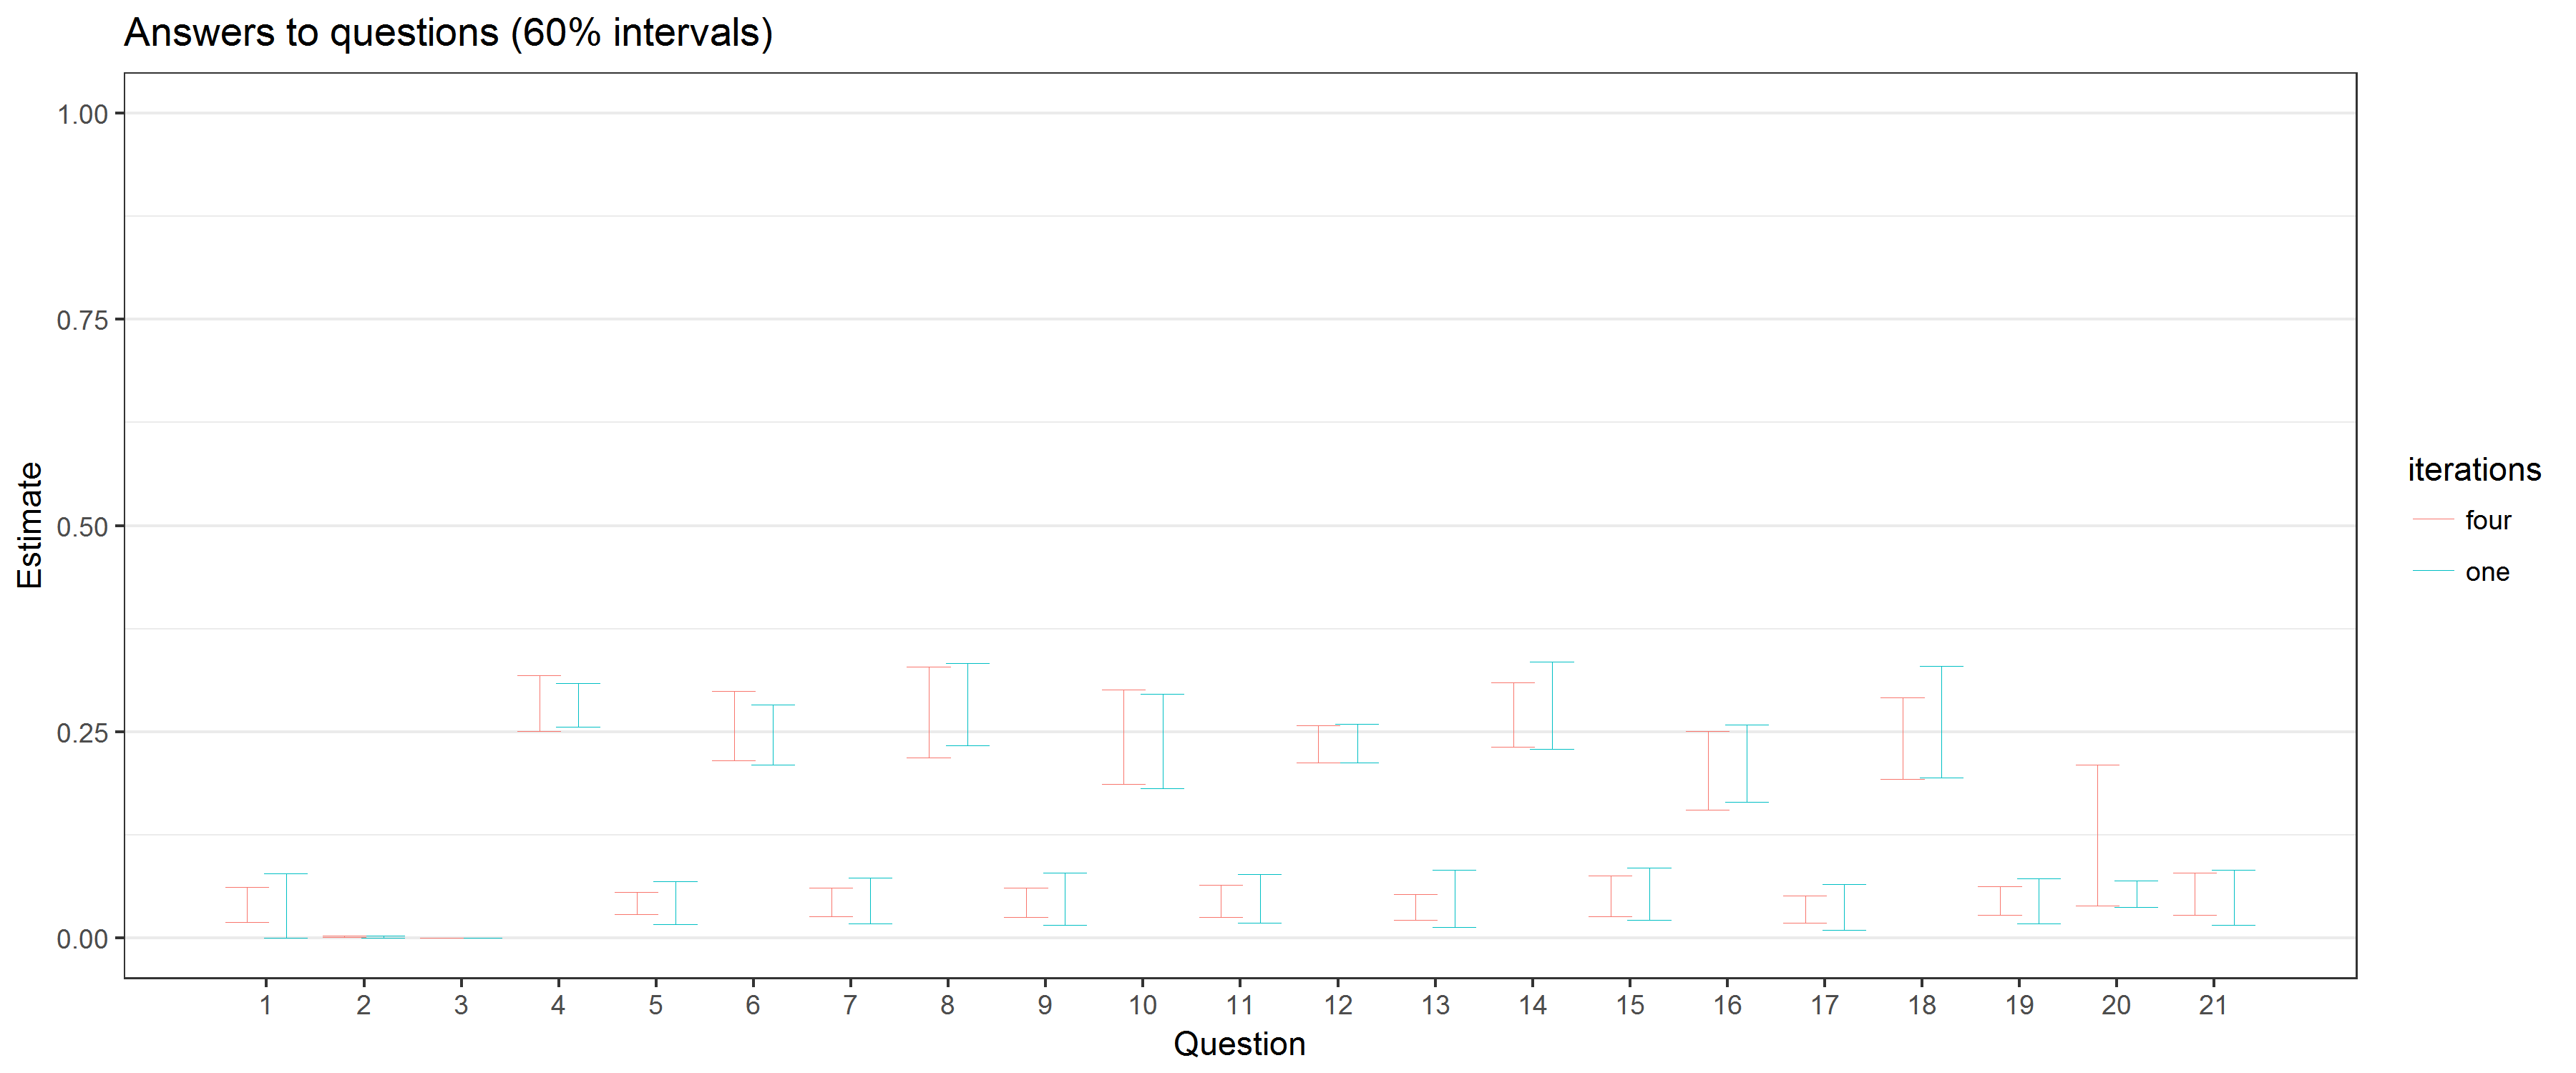 Answers to questions (60% intervals)
1.00
0.75
0.50
0.25
0.00
Estimate
1 2 3 4 5 6 7 8 9 10 11 12 13 14 15 16 17 18 19 20 21
Question
iterations
four
one